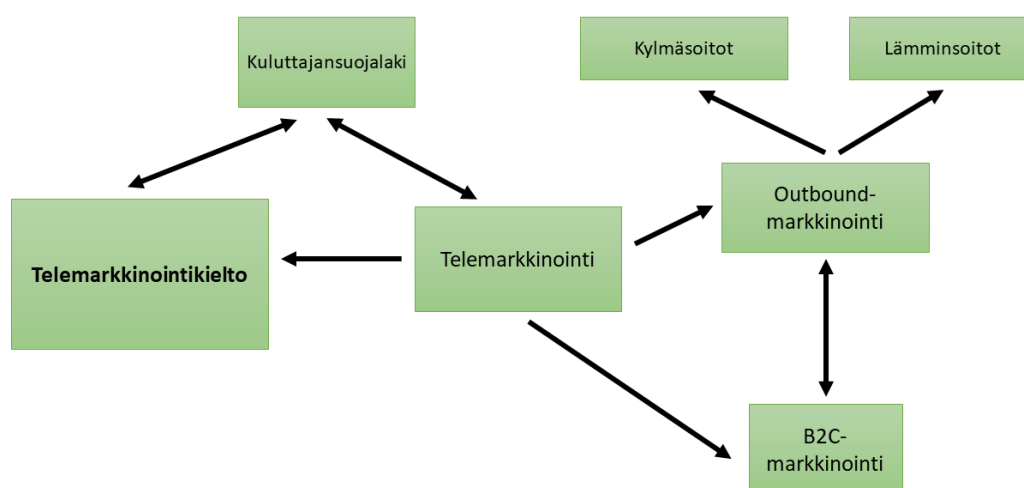 Kuluttajansuojalaki
Kylmäsoitot
Lämminsoitot
Outbound-
markkinointi
Telemarkkinointi
Telemarkkinointikielto
B2C-
markkinointi